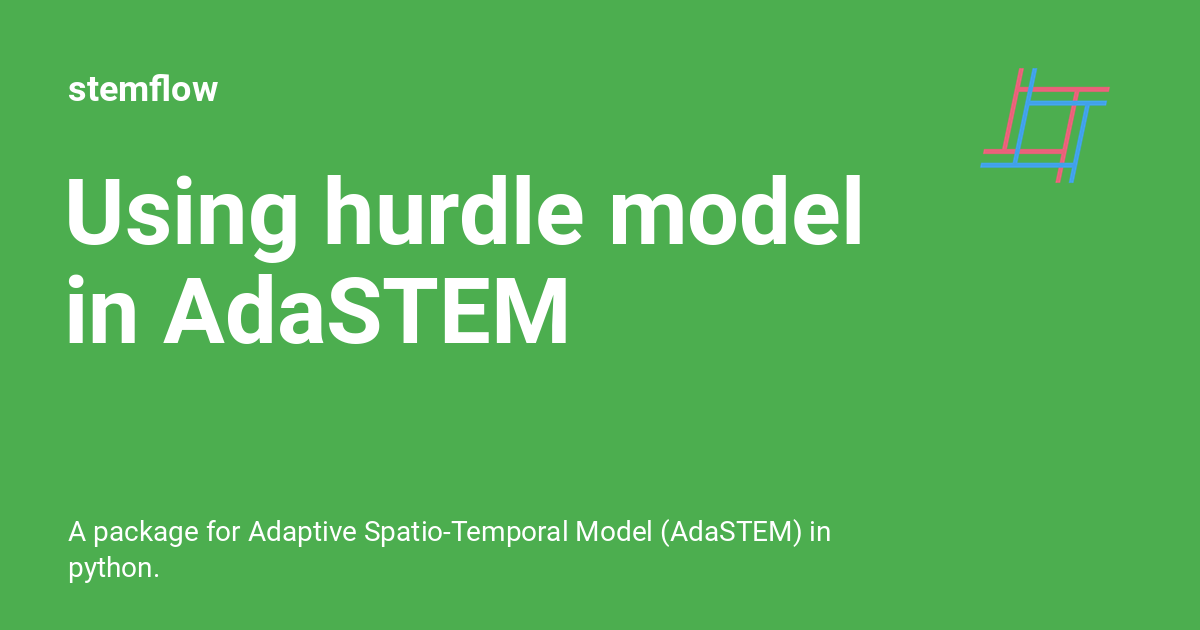 stemflow
Using hurdle model
in AdaSTEM
A package for Adaptive Spatio-Temporal Model (AdaSTEM) in
python.